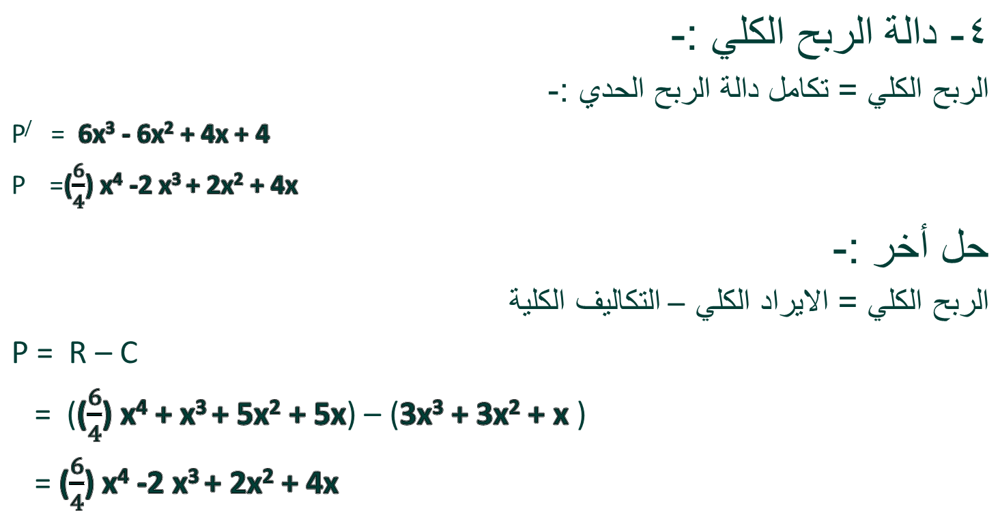 ٤- دالة الربح الكلي :-
الربح الكلي = تكامل دالة الربح الحدي :-
P/ = 6x³ - 6x² + 4x + 4
P =(6/4) x⁴ -2 x³ + 2x² + 4x
حل أخر :-
الربح الكلي = الايراد الكلي – التكاليف الكلية
P = R – C
= ((6/4) x⁴ + x³ + 5x² + 5x) – (3x³ + 3x² + x )
= (6/4) x⁴ -2 x³ + 2x² + 4x